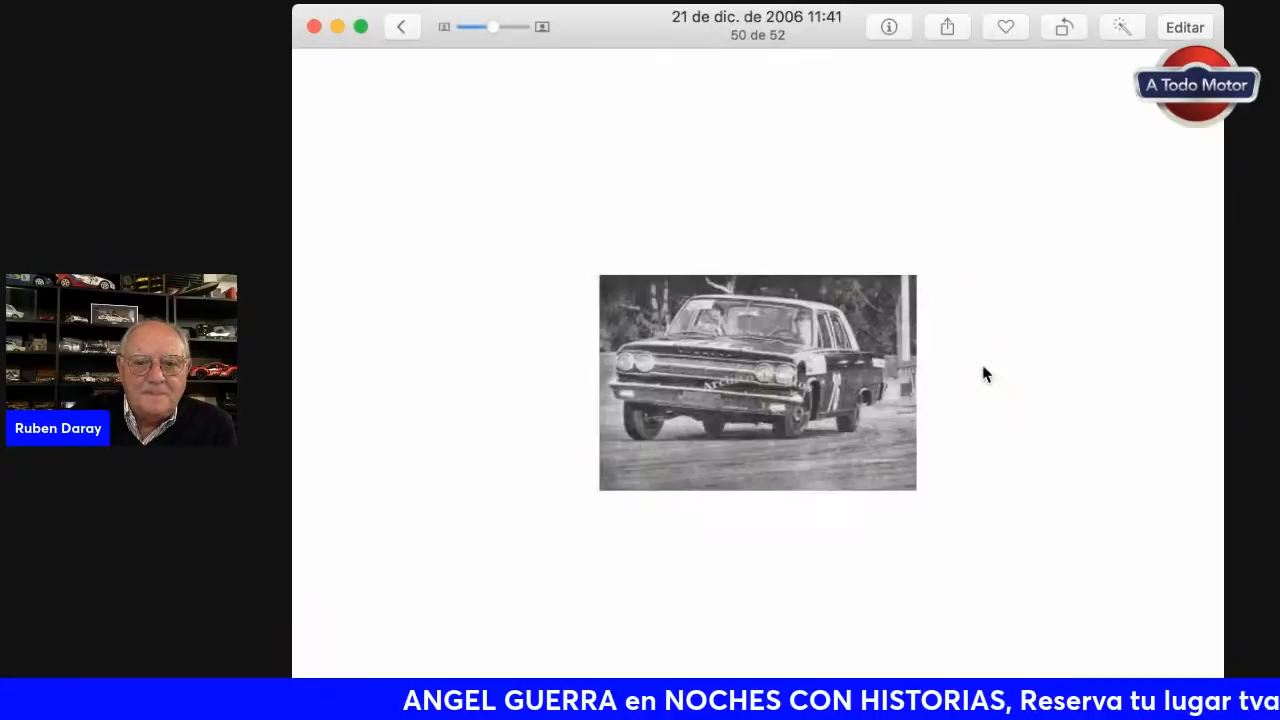 21 de dic. de 2006 11:41
50 de 52
Editar
A Todo Motor
Archivo
Ruben Daray
ANGEL GUERRA en NOCHES CON HISTORIAS, Reserva tu lugar tva